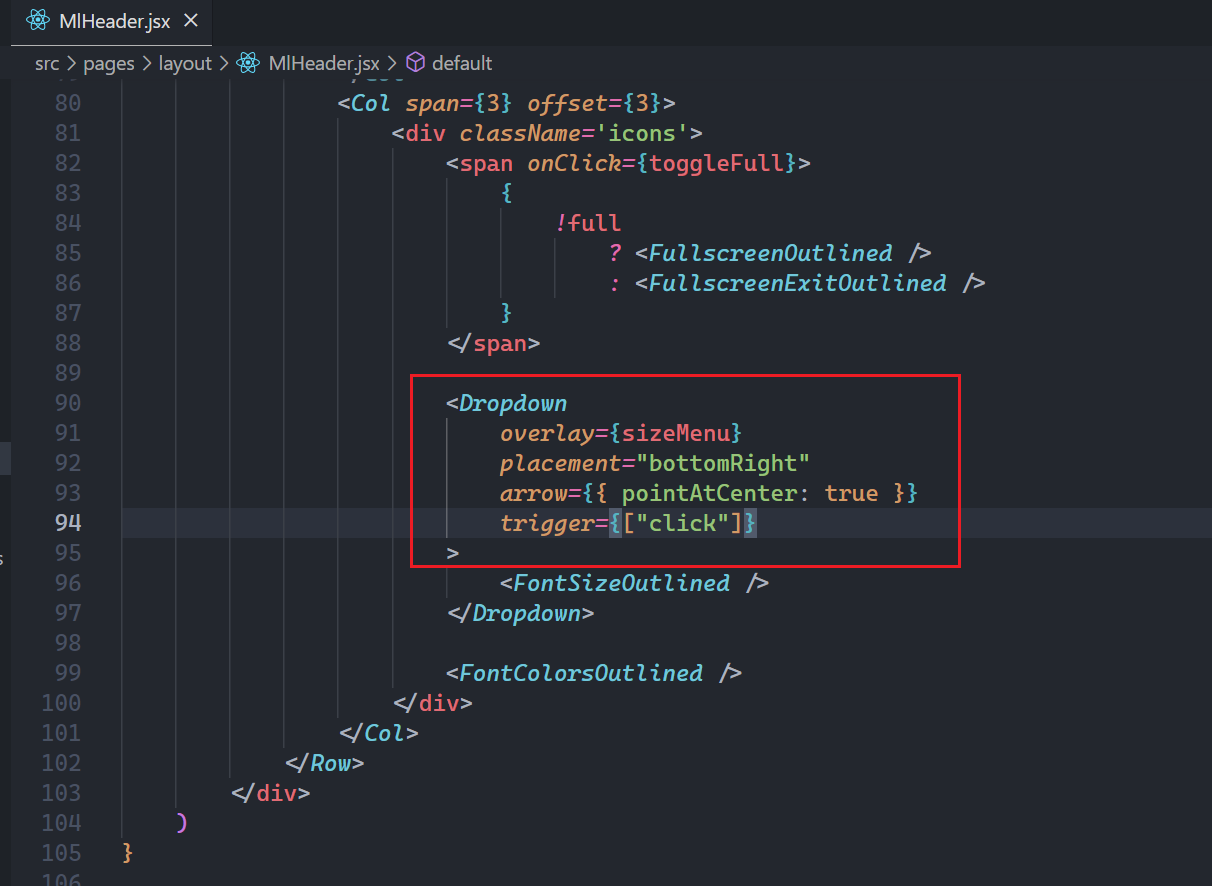 MlHeader.jsx
src > pages > layout > MlHeader.jsx > default
80 <Col span={3} offset={3}>
81 <div className='icons'>
82 <span onClick={toggleFull}>
83 {
84 !full
85 ? <FullscreenOutlined />
86 : <FullscreenExitOutlined />
87 }
88 </span>
89
90 <Dropdown
91 overlay={sizeMenu}
92 placement="bottomRight"
93 arrow={{ pointAtCenter: true }}
94 trigger={["click"]}
95 >
96 <FontSizeOutlined />
97 </Dropdown>
98
99 <FontColorsOutlined />
100 </div>
101 </Col>
102 </Row>
103 </div>
104 )
105 }
106